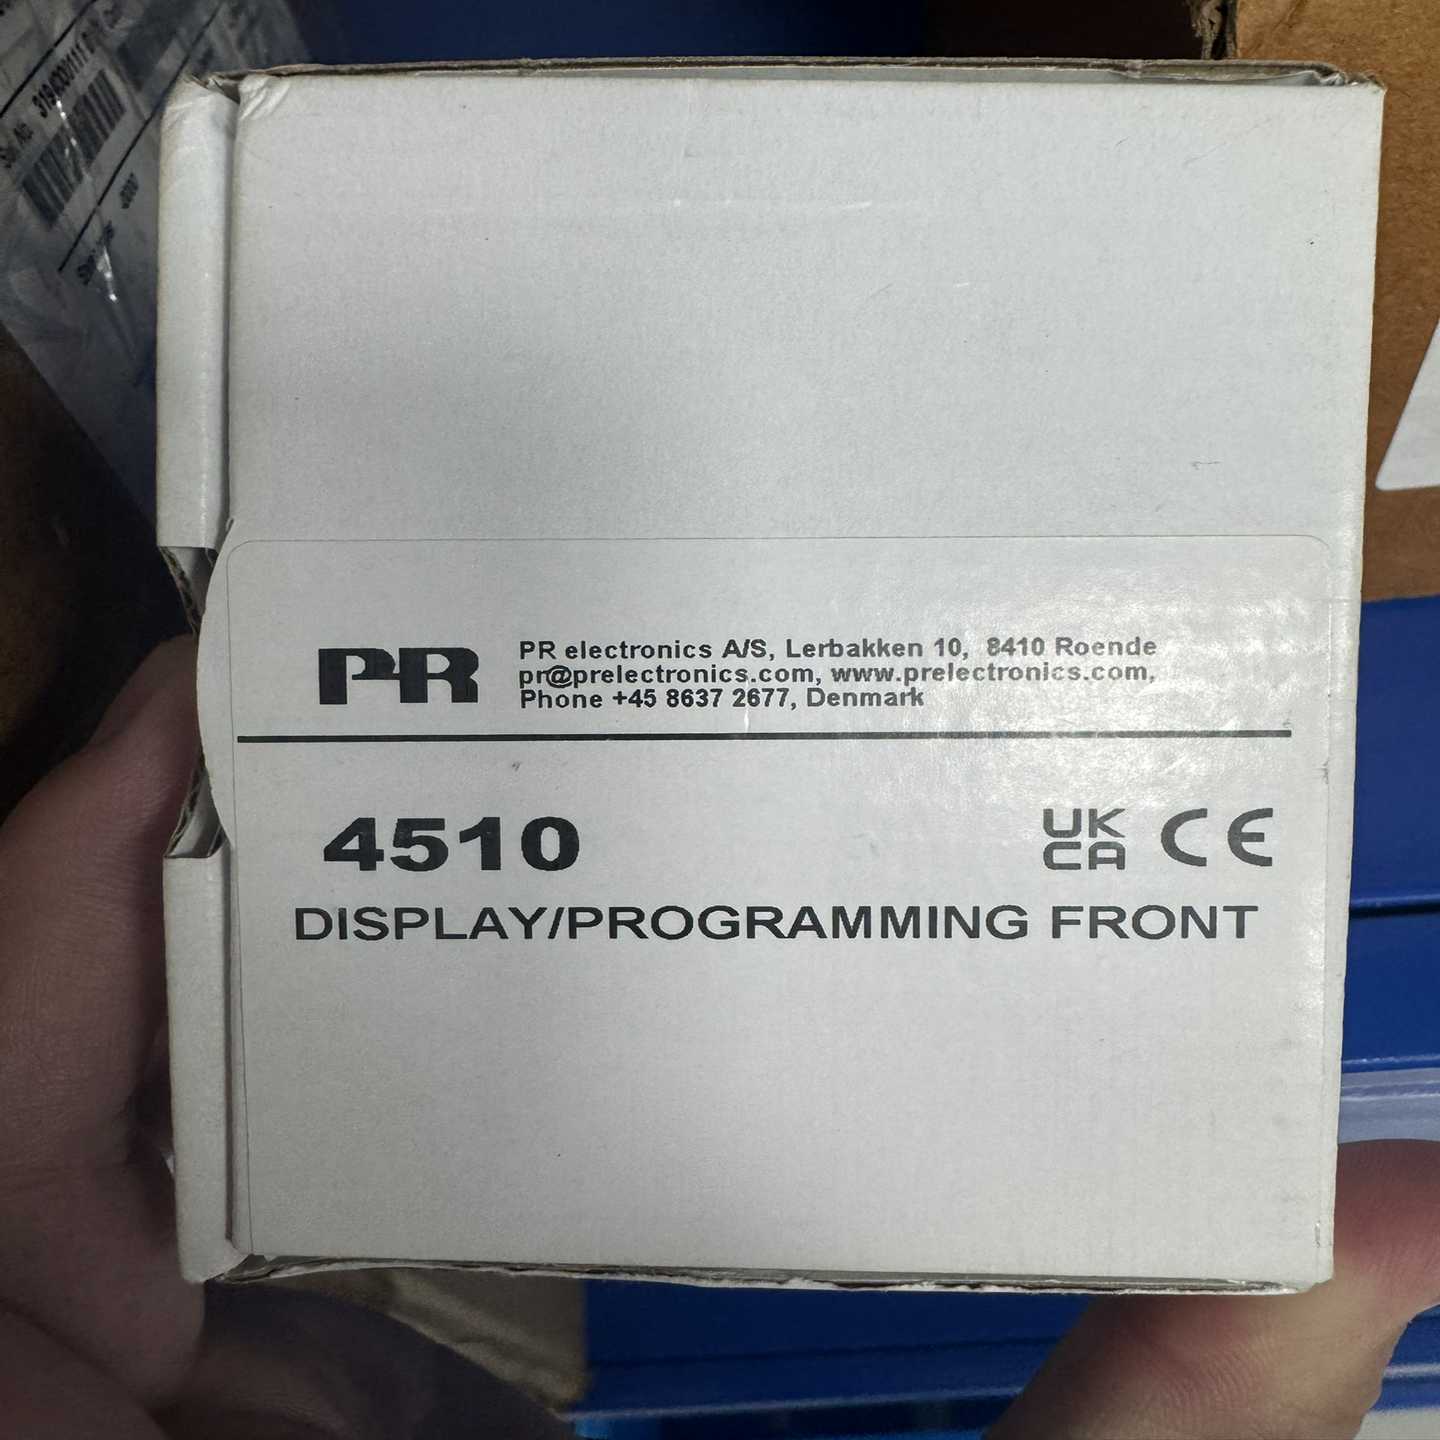 PR
PR electronics A/S, Lerbakken 10, 8410 Roende
pr@prelectronics.com, www.prelectronics.com,
Phone +45 8637 2677, Denmark
4510
UK
CA
CE
DISPLAY/PROGRAMMING FRONT